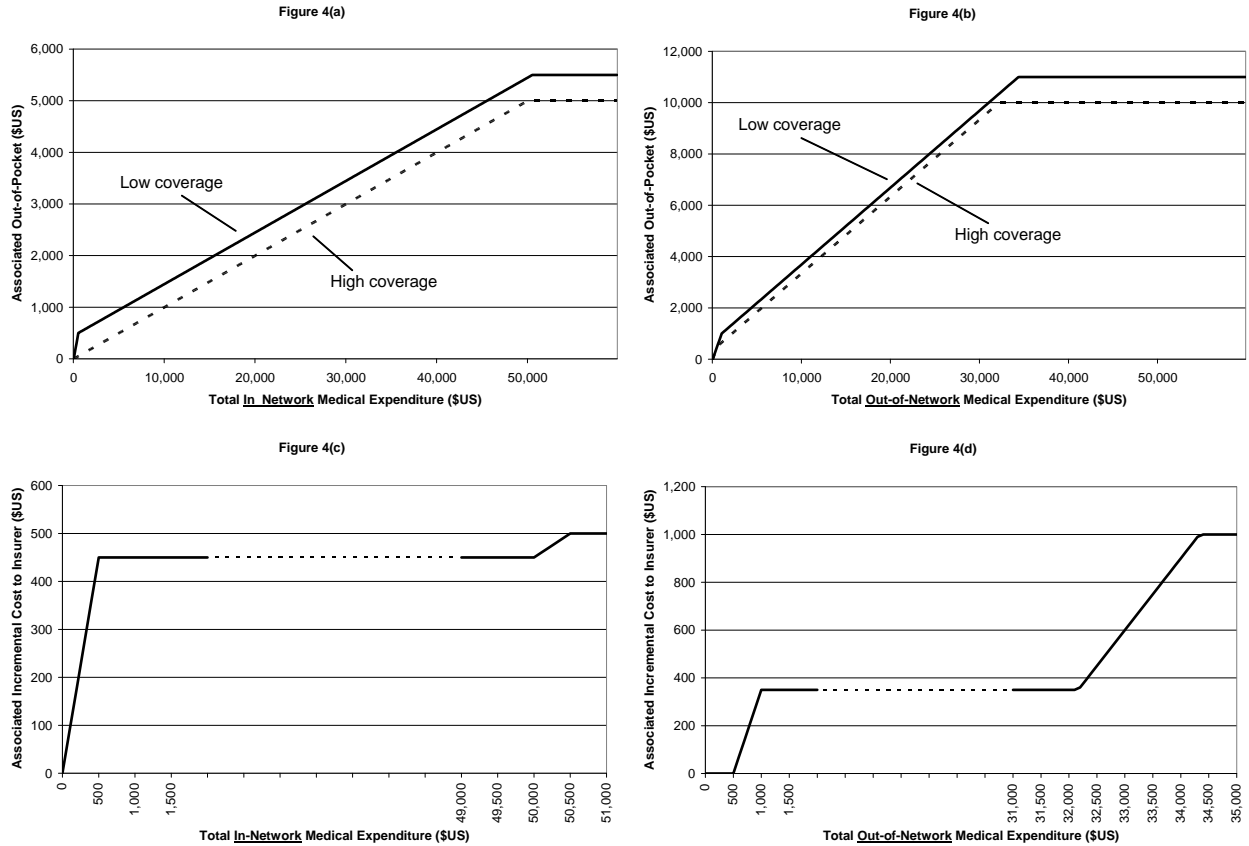 Figure 4(a)
6,000
5,000
4,000
3,000
2,000
1,000
0
Associated Out-of-Pocket ($US)
Low coverage
High coverage
0 10,000 20,000 30,000 40,000 50,000
Total In_Network Medical Expenditure ($US)
Figure 4(b)
12,000
10,000
8,000
6,000
4,000
2,000
0
Associated Out-of-Pocket ($US)
Low coverage
High coverage
0 10,000 20,000 30,000 40,000 50,000
Total Out-of-Network Medical Expenditure ($US)
Figure 4(c)
600
500
400
300
200
100
0
Associated Incremental Cost to Insurer ($US)
0 500 1,000 1,500 49,000 49,500 50,000 50,500 51,000
Total In-Network Medical Expenditure ($US)
Figure 4(d)
1,200
1,000
800
600
400
200
0
Associated Incremental Cost to Insurer ($US)
0 500 1,000 1,500 31,000 31,500 32,000 32,500 33,000 33,500 34,000 34,500 35,000
Total Out-of-Network Medical Expenditure ($US)